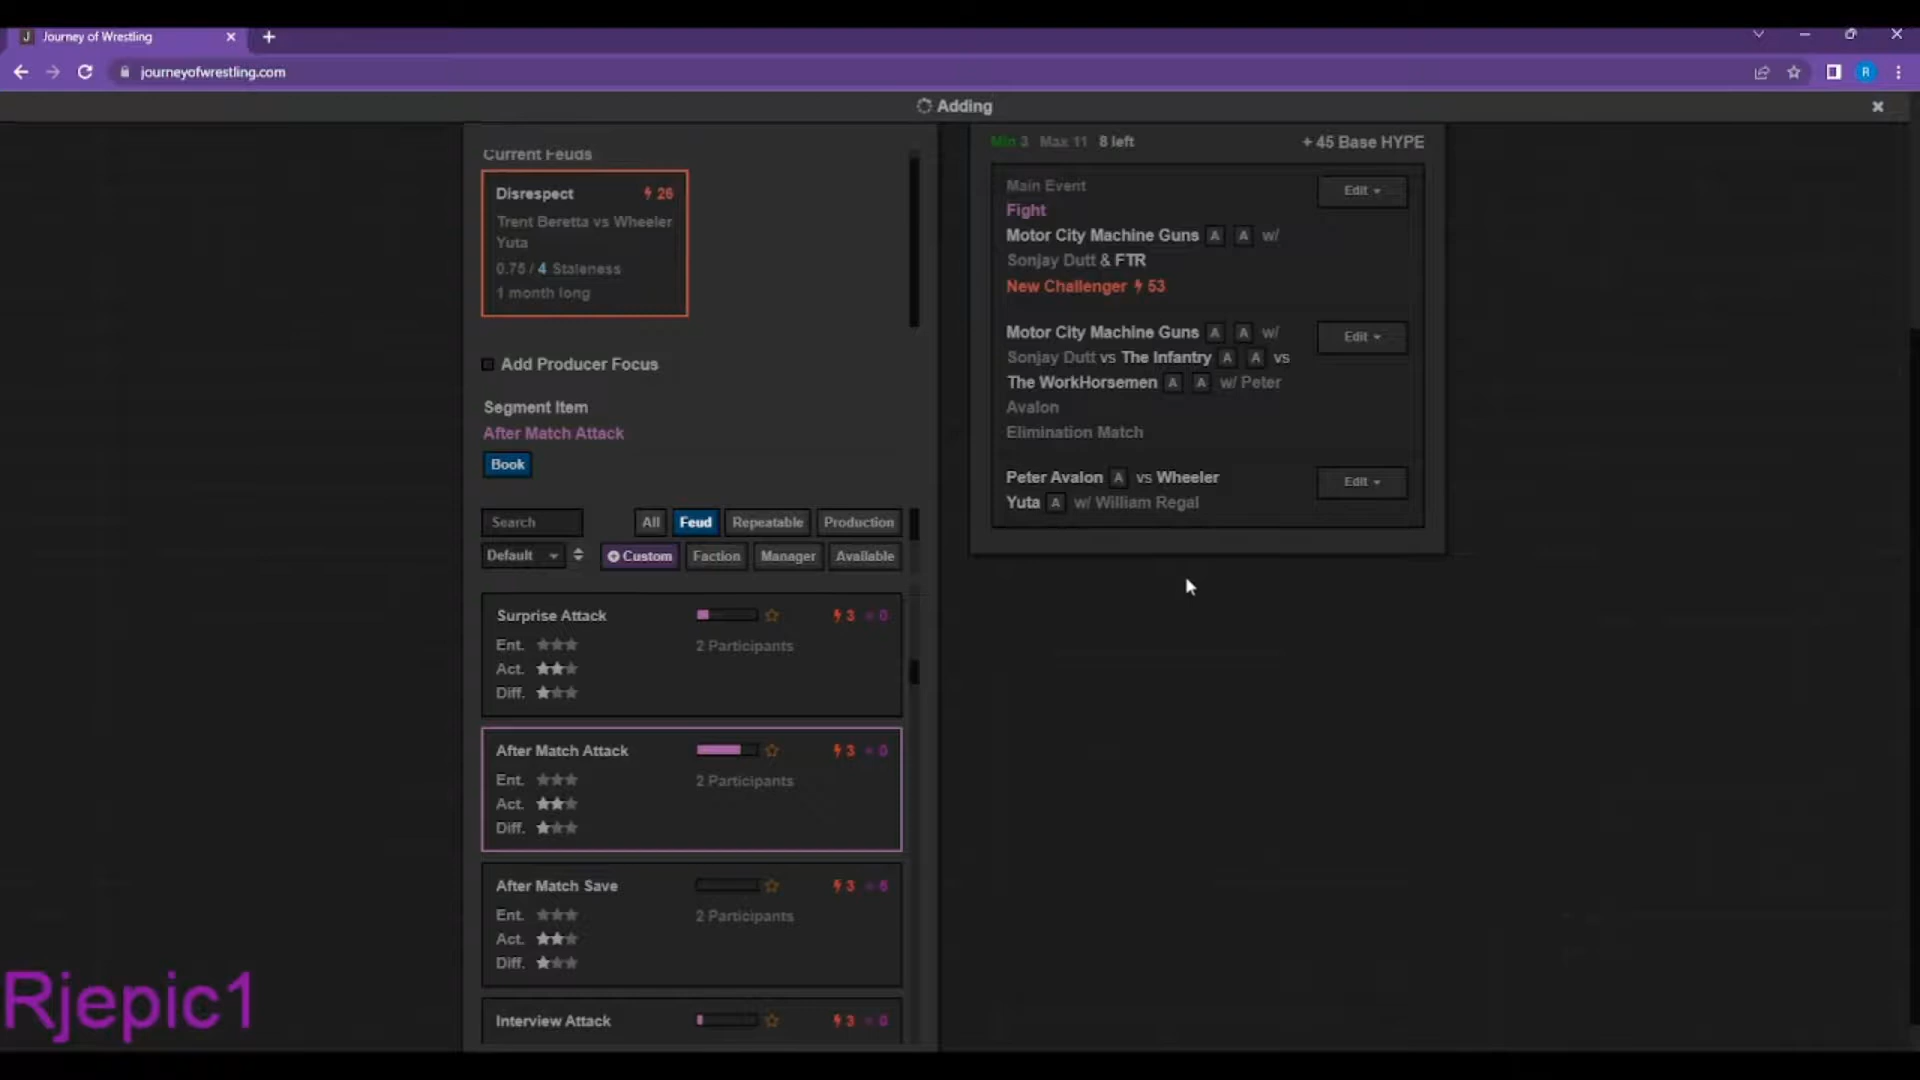 J Journey of Wrestling
journeyofwrestling.com
R
Adding
Current Feuds
Disrespect 26
Trent Beretta vs Wheeler
Yuta
0.75 / 4 Staleness
1 month long
Add Producer Focus
Segment Item
After Match Attack
Book
Search All Feud Repeatable Production
Default Custom Faction Manager Available
Surprise Attack 3 0
Ent. 2 Participants
Act.
Diff.
After Match Attack 3 0
Ent. 2 Participants
Act.
Diff.
After Match Save 3
Ent. 2 Participants
Act.
Diff.
Interview Attack 3 0
Min 3 Max 11 8 left + 45 Base HYPE
Main Event Edit
Fight
Motor City Machine Guns A A w/
Sonjay Dutt & FTR
New Challenger 53
Motor City Machine Guns A A w/ Edit
Sonjay Dutt vs The Infantry A A vs
The WorkHorsemen A A w/ Peter
Avalon
Elimination Match
Peter Avalon A vs Wheeler Edit
Yuta A w/ William Regal
Rjepic1